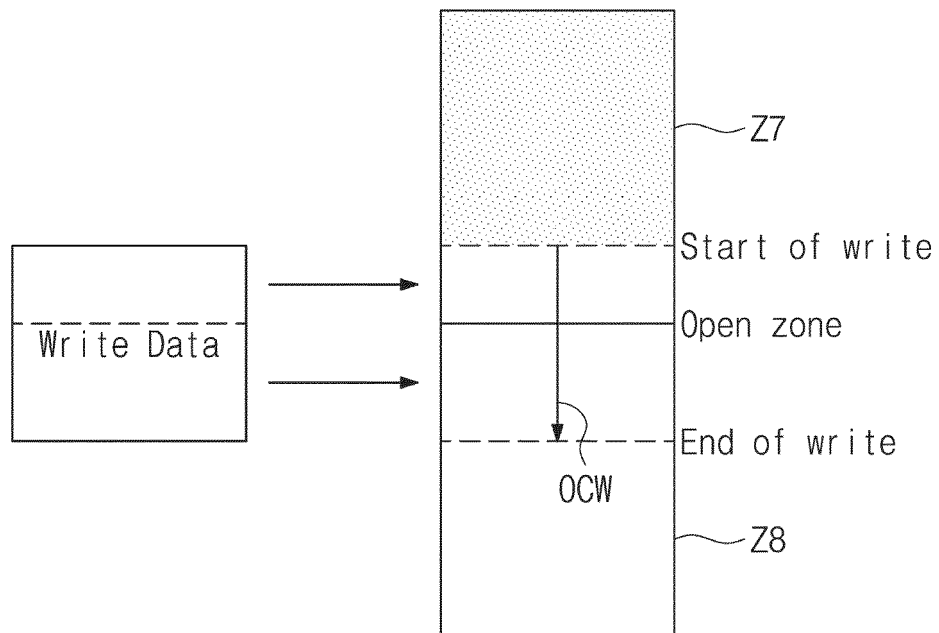 Z7
Start of write
Open zone
Write Data
End of write
OCW
Z8